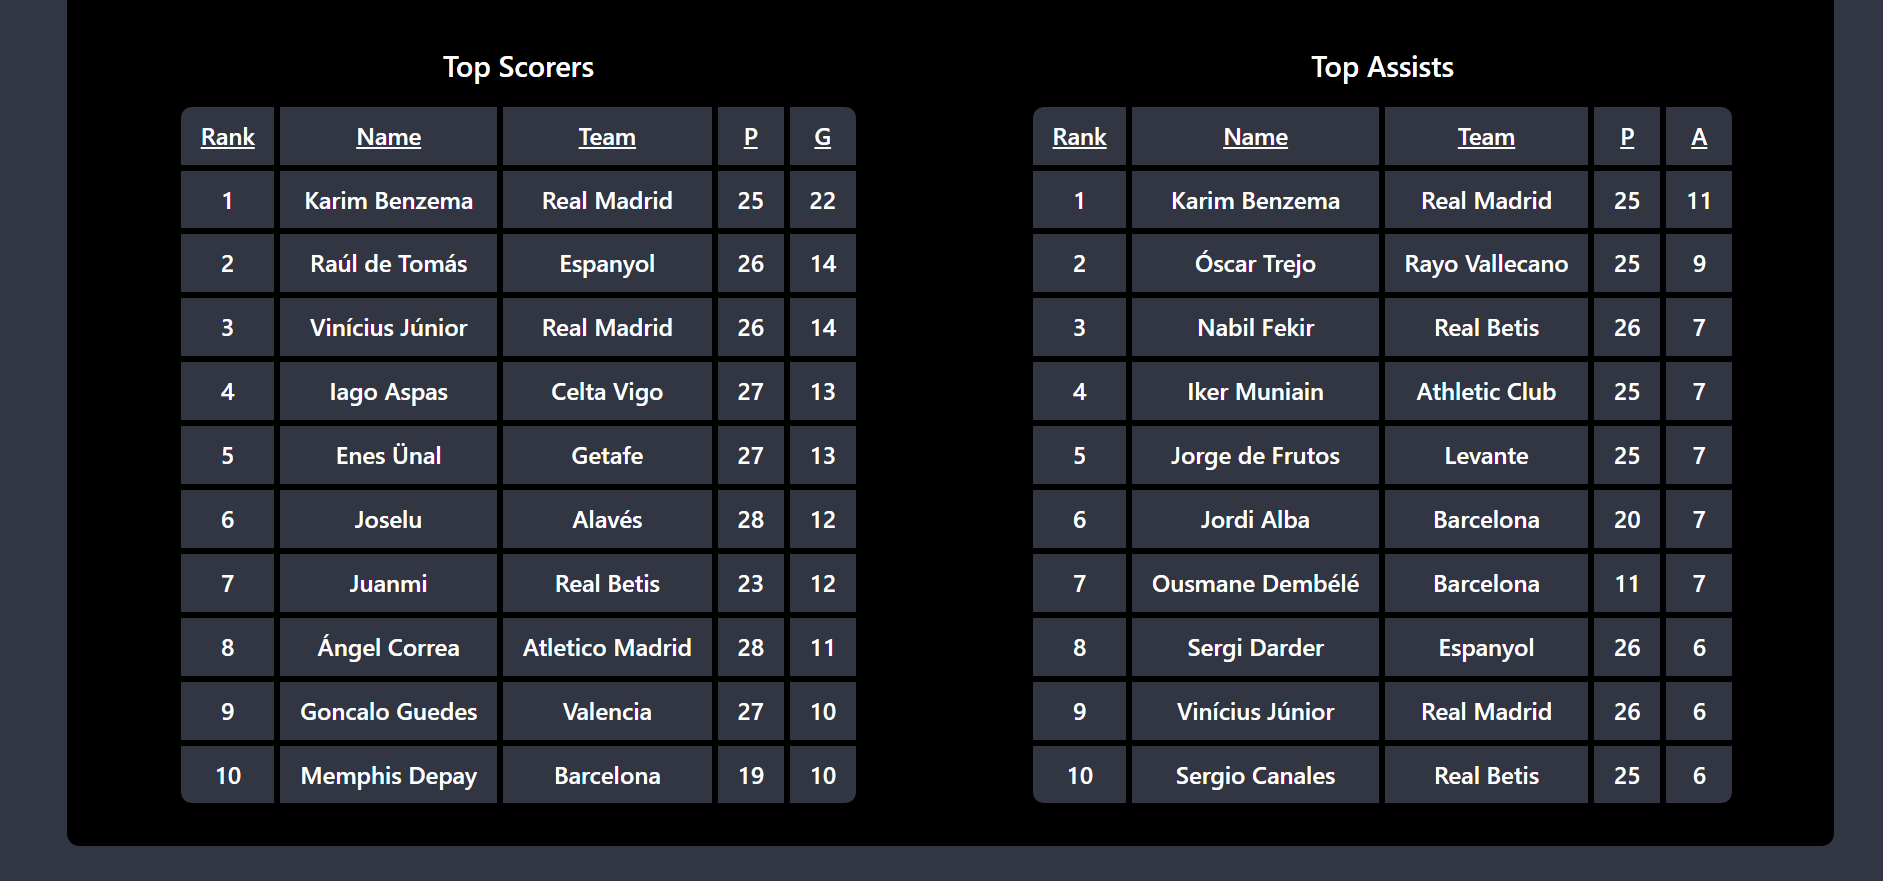 Top Scorers
Rank Name Team P G
1 Karim Benzema Real Madrid 25 22
2 Raúl de Tomás Espanyol 26 14
3 Vinícius Júnior Real Madrid 26 14
4 Iago Aspas Celta Vigo 27 13
5 Enes Ünal Getafe 27 13
6 Joselu Alavés 28 12
7 Juanmi Real Betis 23 12
8 Ángel Correa Atletico Madrid 28 11
9 Goncalo Guedes Valencia 27 10
10 Memphis Depay Barcelona 19 10
Top Assists
Rank Name Team P A
1 Karim Benzema Real Madrid 25 11
2 Óscar Trejo Rayo Vallecano 25 9
3 Nabil Fekir Real Betis 26 7
4 Iker Muniain Athletic Club 25 7
5 Jorge de Frutos Levante 25 7
6 Jordi Alba Barcelona 20 7
7 Ousmane Dembélé Barcelona 11 7
8 Sergi Darder Espanyol 26 6
9 Vinícius Júnior Real Madrid 26 6
10 Sergio Canales Real Betis 25 6